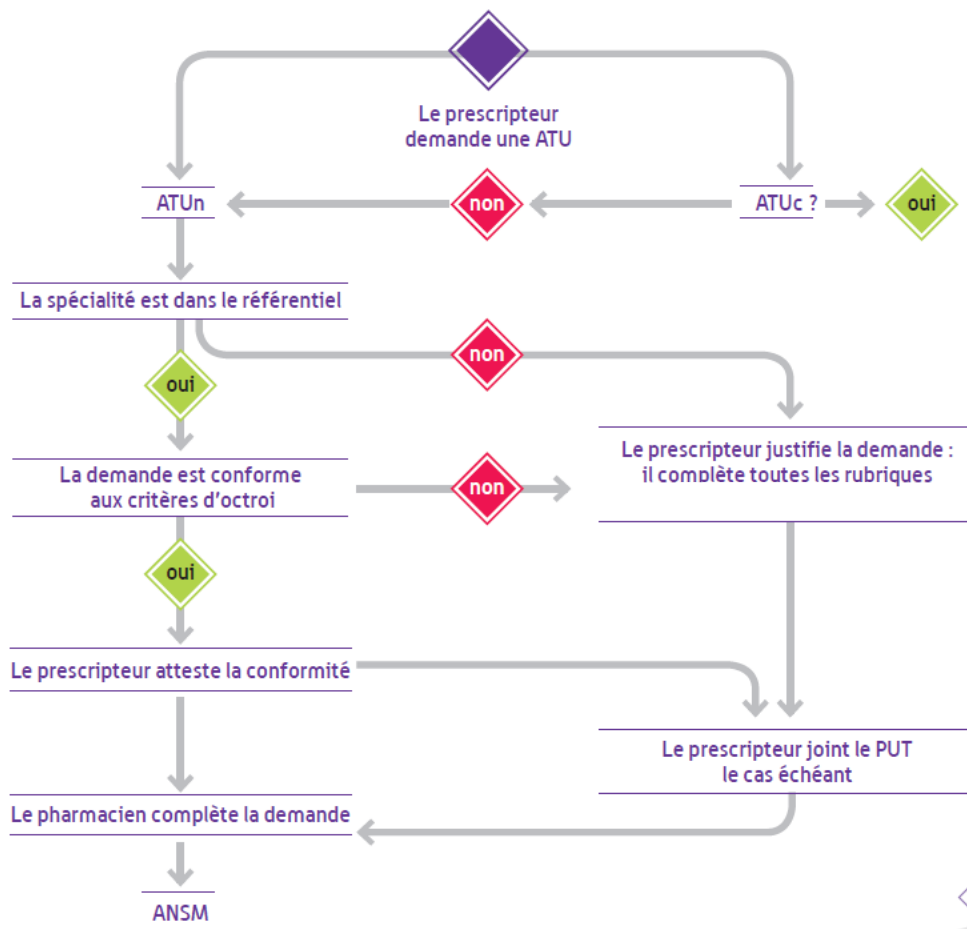 Le prescripteur
demande une ATU
ATUn
non
ATUc ?
oui
La spécialité est dans le référentiel
non
oui
La demande est conforme
aux critères d'octroi
non
Le prescripteur justifie la demande :
il complète toutes les rubriques
oui
Le prescripteur atteste la conformité
Le prescripteur joint le PUT
le cas échéant
Le pharmacien complète la demande
ANSM